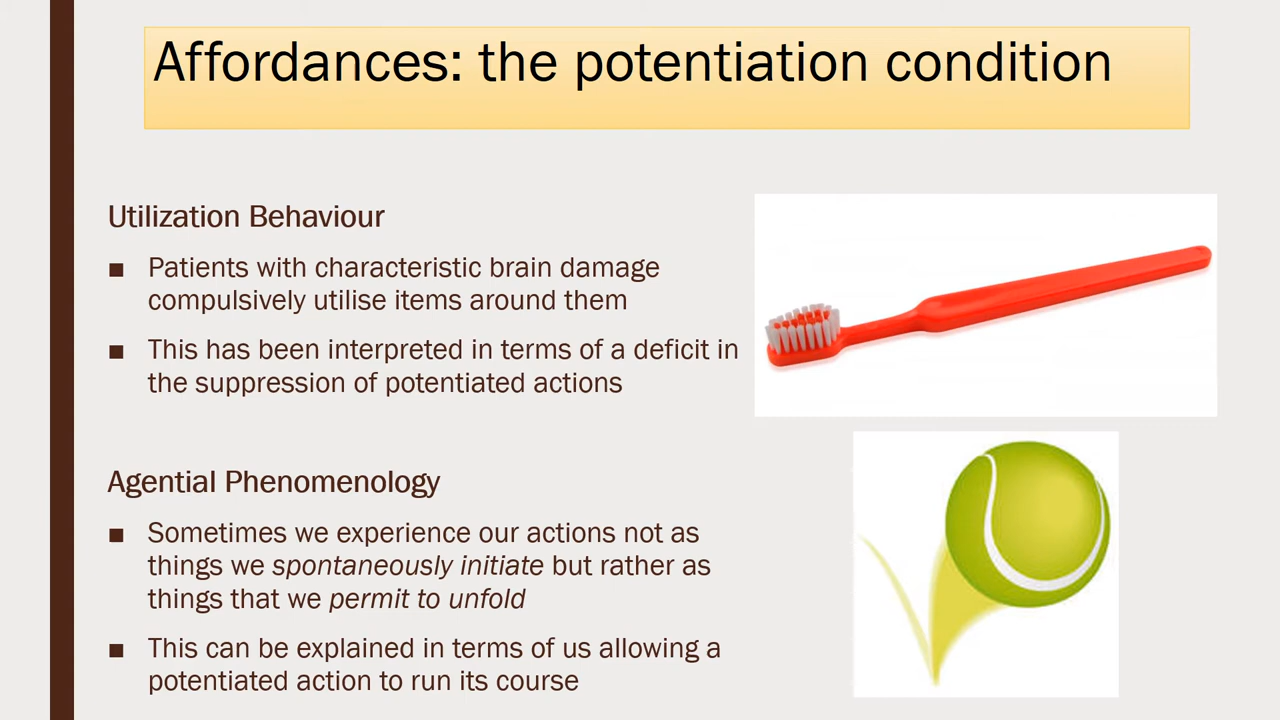 Affordances: the potentiation condition
Utilization Behaviour
■ Patients with characteristic brain damage
compulsively utilise items around them
■ This has been interpreted in terms of a deficit in
the suppression of potentiated actions
Agential Phenomenology
■ Sometimes we experience our actions not as
things we spontaneously initiate but rather as
things that we permit to unfold
■ This can be explained in terms of us allowing a
potentiated action to run its course